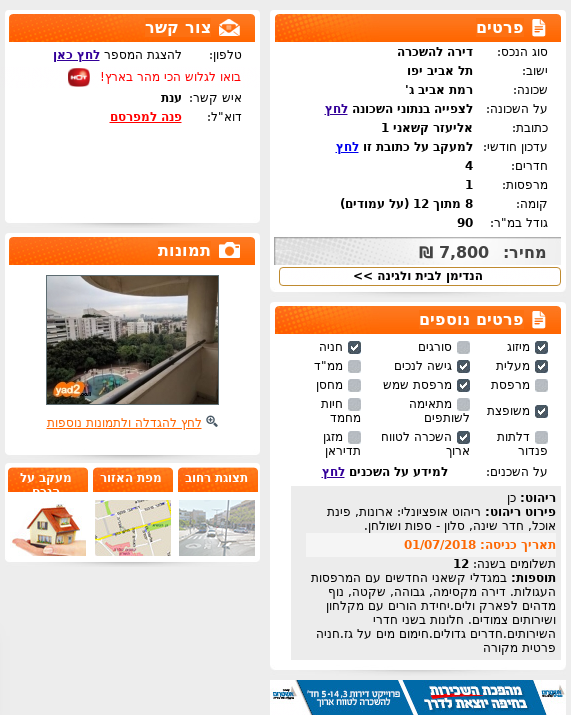 פרטים
סוג הנכס: דירה להשכרה
ישוב: תל אביב יפו
שכונה: רמת אביב ג'
על השכונה: לצפייה בנתוני השכונה לחץ
כתובת: אליעזר קשאני 1
עדכון חודשי: למעקב על כתובת זו לחץ
חדרים: 4
מרפסות: 1
קומה: 8 מתוך 12 (על עמודים)
גודל במ"ר: 90
מחיר: 7,800 ₪
הנדימן לבית ולגינה >>
פרטים נוספים
מיזוג סורגים חניה
מעלית גישה לנכים ממ"ד
מרפסת מרפסת שמש מחסן
משופצת מתאימה לשותפים חיות מחמד
דלתות פנדור השכרה לטווח ארוך מזגן תדיראן
על השכנים: למידע על השכנים לחץ
ריהוט: כן
פירוט ריהוט: ריהוט אופציונלי: ארונות, פינת
אוכל, חדר שינה, סלון - ספות ושולחן.
תאריך כניסה: 01/07/2018
תשלומים בשנה: 12
תוספות: במגדלי קשאני החדשים עם המרפסות
העגולות. דירה מקסימה, גבוהה, שקטה, נוף
מדהים לפארק ולים.יחידת הורים עם מקלחון
ושירותים צמודים. חלונות בשני חדרי
השירותים.חדרים גדולים.חימום מים על גז.חניה
פרטית מקורה
מהפכת השכירות
בחיפה יוצאת לדרך
פרוייקט דירות 3, 4 ו-5 חד'
להשכרה לטווח ארוך
צור קשר
טלפון: להצגת המספר לחץ כאן
בואו לגלוש הכי מהר בארץ! HOT
איש קשר: ענת
דוא"ל: פנה למפרסם
תמונות
yad2
לחץ להגדלה ולתמונות נוספות
תצוגת רחוב
מפת האזור
מעקב על
הנכס